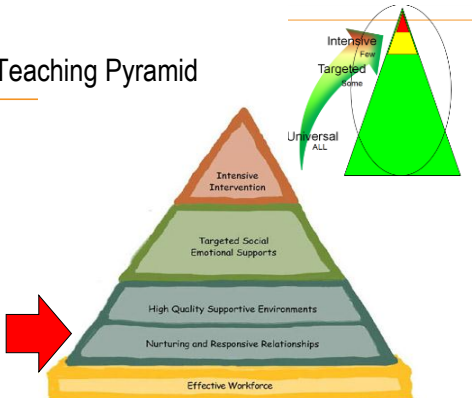 Teaching Pyramid
Intensive
Few
Targeted
Some
Universal
ALL
Intensive
Intervention
Targeted Social
Emotional Supports
High Quality Supportive Environments
Nurturing and Responsive Relationships
Effective Workforce